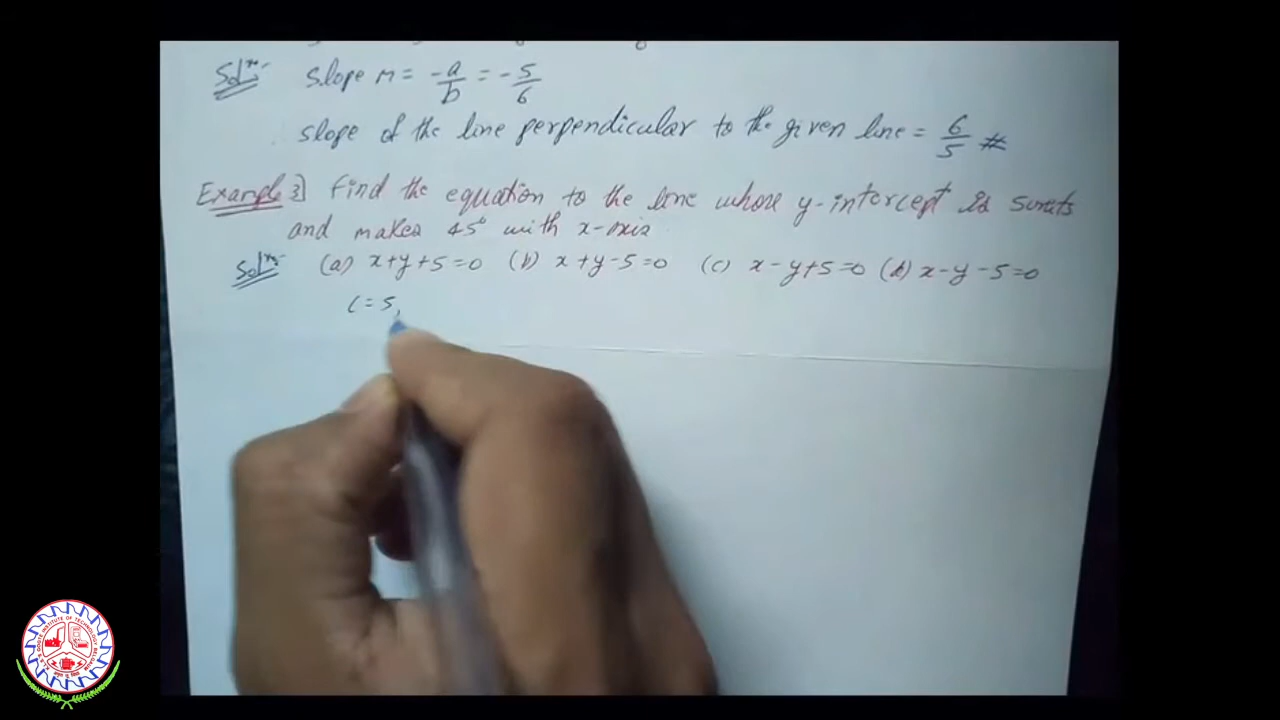 Sol^n:- slope m = -a/b = -5/6
slope of the line perpendicular to the given line = 6/5 #
Example 3] Find the equation to the line whose y-intercept is 5units
and makes 45° with x-axis
Sol^n:- (a) x+y+5=0 (b) x+y-5=0 (c) x-y+5=0 (d) x-y-5=0
c=5,